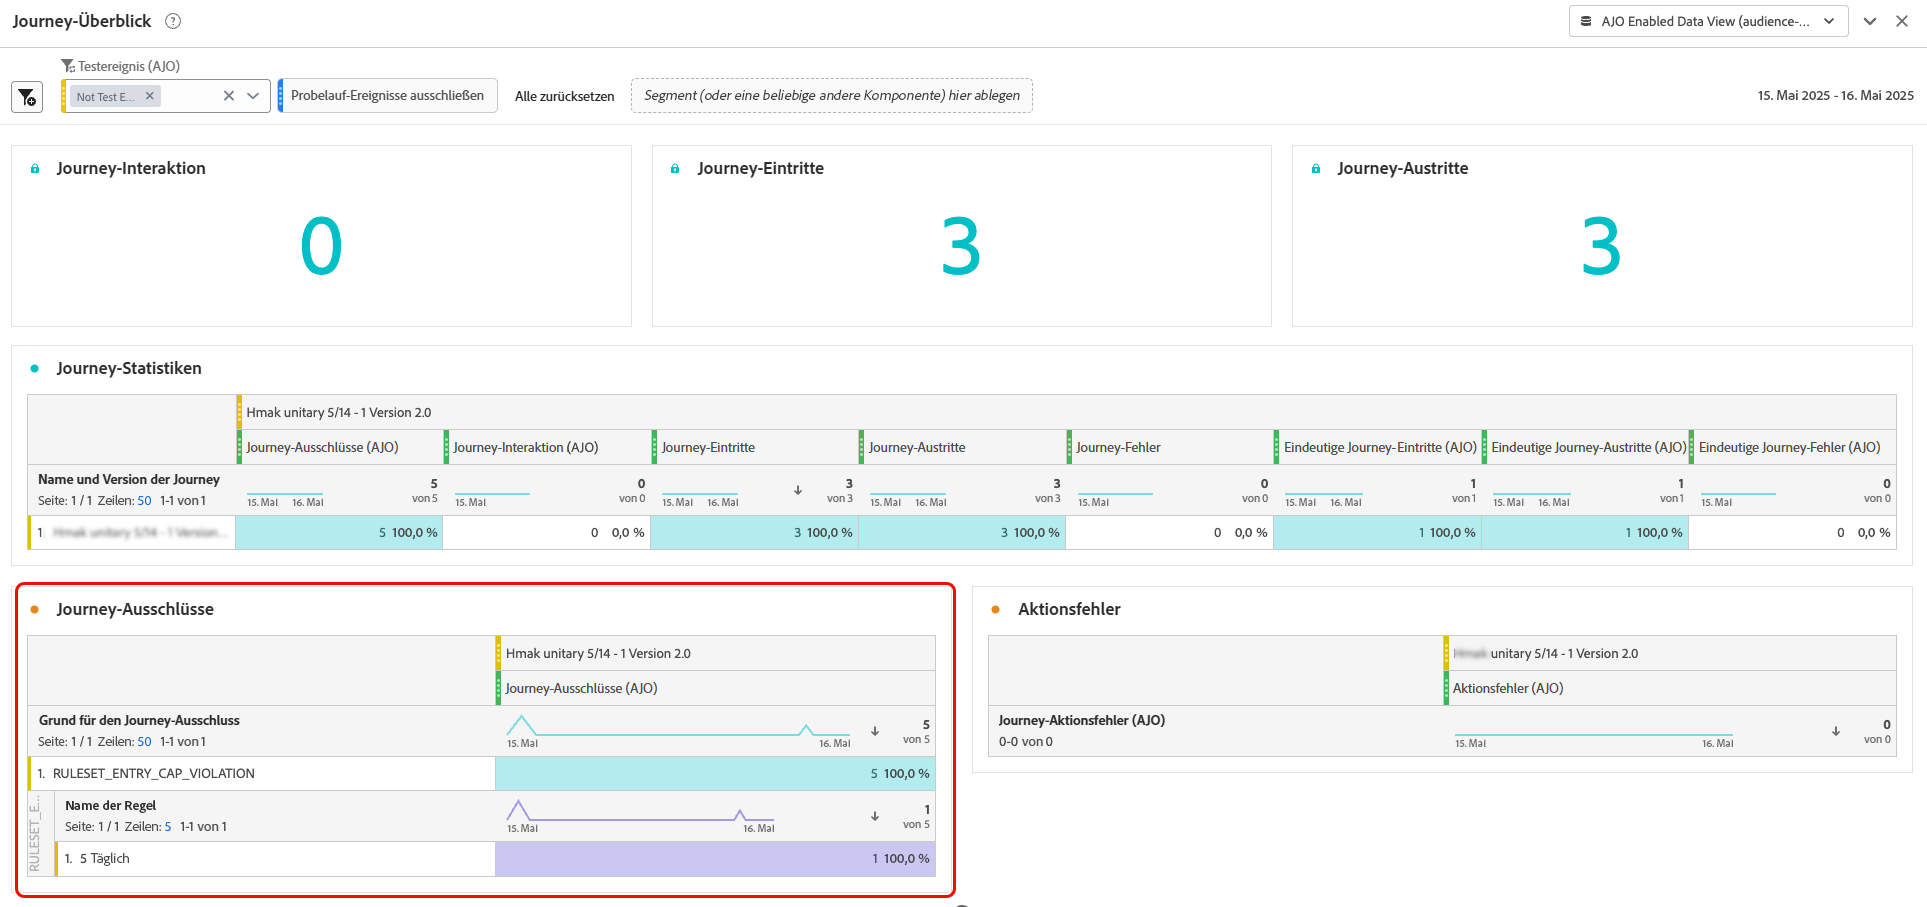 Journey-Überblick ?
AJO Enabled Data View (audience-...
Testereignis (AJO)
Not Test E...
Probelauf-Ereignisse ausschließen
Alle zurücksetzen
Segment (oder eine beliebige andere Komponente) hier ablegen
15. Mai 2025 - 16. Mai 2025
Journey-Interaktion
0
Journey-Eintritte
3
Journey-Austritte
3
Journey-Statistiken
Hmak unitary 5/14 - 1 Version 2.0
Journey-Ausschlüsse (AJO) Journey-Interaktion (AJO) Journey-Eintritte Journey-Austritte Journey-Fehler Eindeutige Journey-Eintritte (AJO) Eindeutige Journey-Austritte (AJO) Eindeutige Journey-Fehler (AJO)
Name und Version der Journey 5 0 3 3 0 1 1 0
Seite: 1 / 1 Zeilen: 50 1-1 von 1 15. Mai 16. Mai von 5 15. Mai von 0 15. Mai 16. Mai von 3 15. Mai 16. Mai von 3 15. Mai von 0 15. Mai 16. Mai von 1 15. Mai 16. Mai von 1 15. Mai von 0
1. Hmak unitary 5/14 - 1 Version... 5 100,0 % 0 0,0 % 3 100,0 % 3 100,0 % 0 0,0 % 1 100,0 % 1 100,0 % 0 0,0 %
Journey-Ausschlüsse
Hmak unitary 5/14 - 1 Version 2.0
Journey-Ausschlüsse (AJO)
Grund für den Journey-Ausschluss 5
Seite: 1 / 1 Zeilen: 50 1-1 von 1 15. Mai 16. Mai von 5
1. RULESET_ENTRY_CAP_VIOLATION 5 100,0 %
RULESET_E...
Name der Regel 1
Seite: 1 / 1 Zeilen: 5 1-1 von 1 15. Mai 16. Mai von 5
1. 5 Täglich 1 100,0 %
Aktionsfehler
Hmak unitary 5/14 - 1 Version 2.0
Aktionsfehler (AJO)
Journey-Aktionsfehler (AJO) 0
0-0 von 0 15. Mai 16. Mai von 0